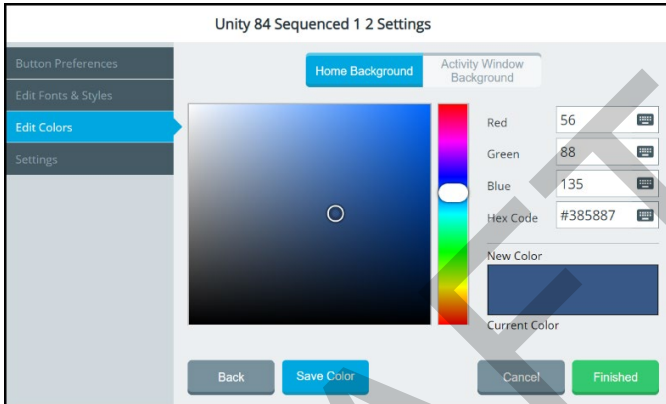 Unity 84 Sequenced 1 2 Settings
Button Preferences
Edit Fonts & Styles
Edit Colors
Settings
Home Background
Activity Window
Background
Red 56
Green 88
Blue 135
Hex Code #385887
New Color
Current Color
Back
Save Color
Cancel
Finished